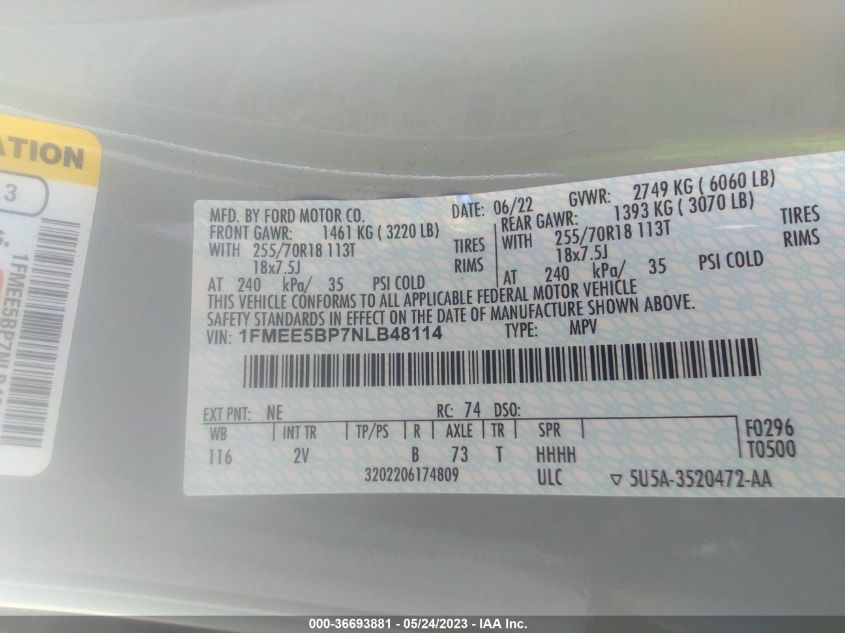 ATION
3
1FMEE5BP7NLB
MFD. BY FORD MOTOR CO.
DATE: 06/22 GVWR: 2749 KG ( 6060 LB)
FRONT GAWR: 1461 KG ( 3220 LB)
WITH 255/70R18 113T TIRES
18x7.5J RIMS
AT 240 kPa/ 35 PSI COLD
REAR GAWR: 1393 KG ( 3070 LB)
WITH 255/70R18 113T TIRES
18x7.5J RIMS
AT 240 kPa/ 35 PSI COLD
THIS VEHICLE CONFORMS TO ALL APPLICABLE FEDERAL MOTOR VEHICLE
SAFETY STANDARDS IN EFFECT ON THE DATE OF MANUFACTURE SHOWN ABOVE.
VIN: 1FMEE5BP7NLB48114 TYPE: MPV
EXT PNT: NE RC: 74 DSO:
WB INT TR TP/PS R AXLE TR SPR F0296
116 2V B 73 T HHHH T0500
3202206174809 ULC ▽ 5U5A-3520472-AA
000-36693881 - 05/24/2023 - IAA Inc.